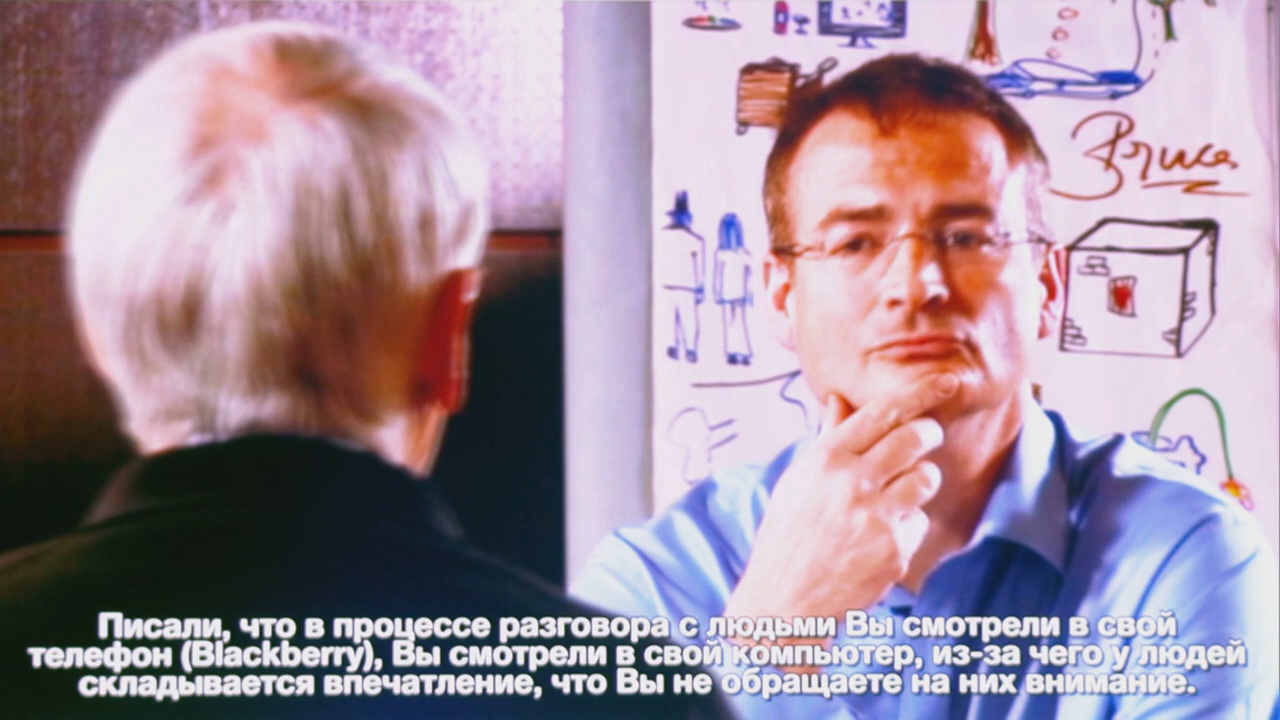 Писали, что в процессе разговора с людьми Вы смотрели в свой
телефон (Blackberry), Вы смотрели в свой компьютер, из-за чего у людей
складывается впечатление, что Вы не обращаете на них внимание.